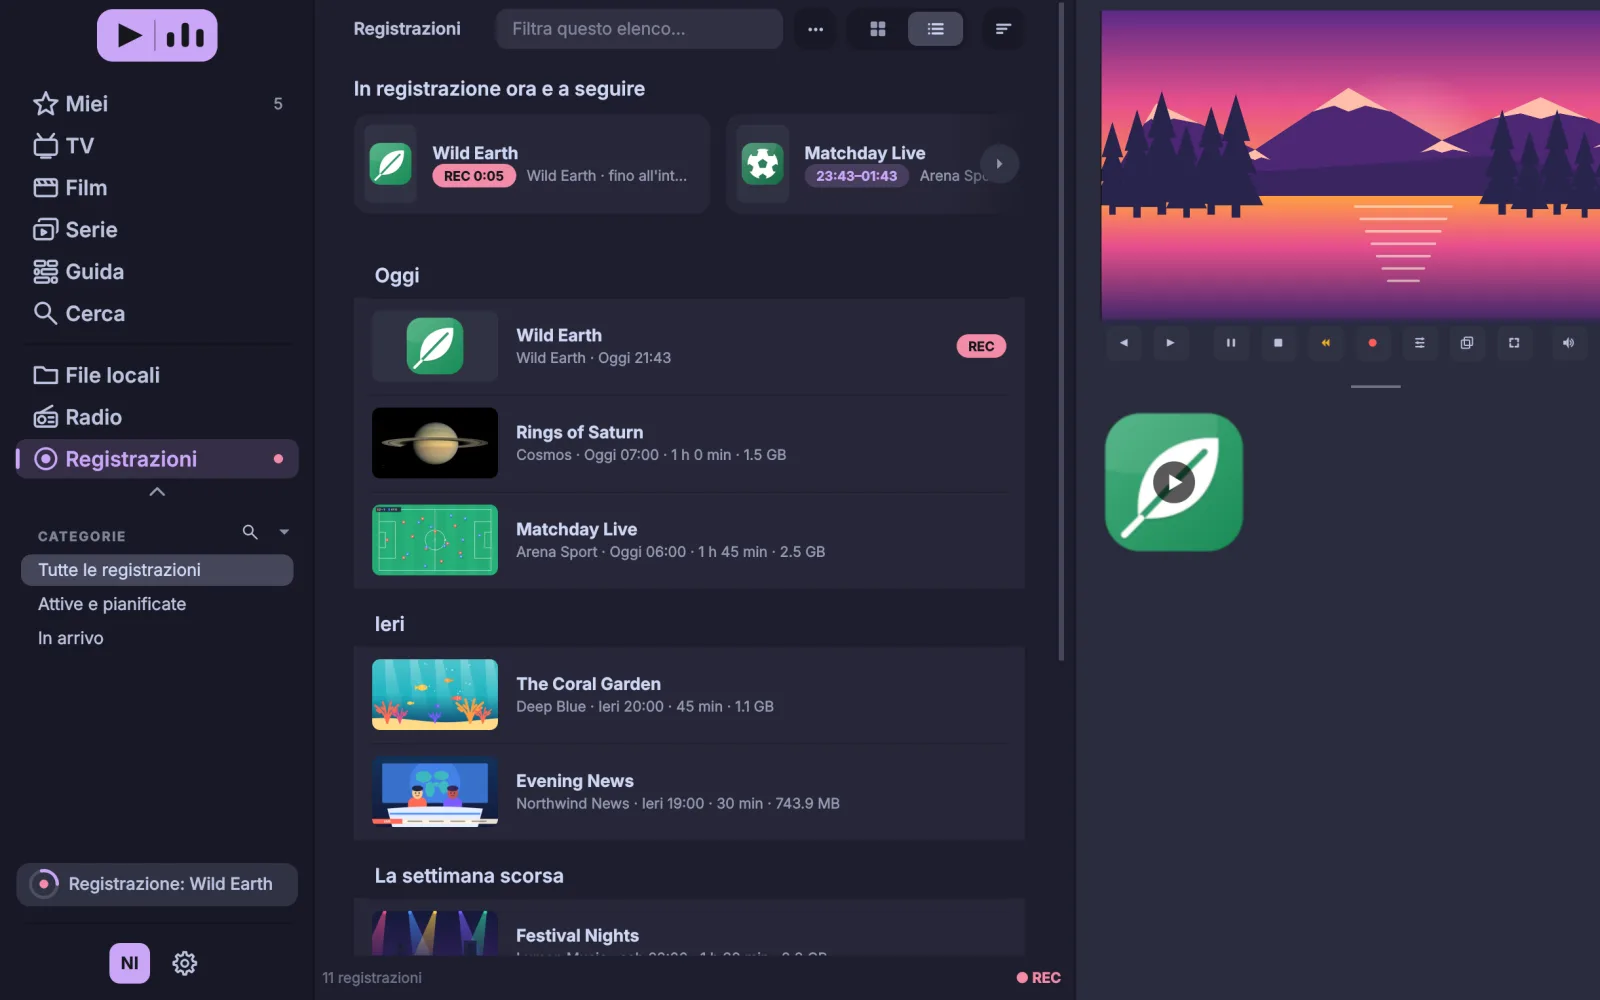 Miei
5
TV
Film
Serie
Guida
Cerca
File locali
Radio
Registrazioni
CATEGORIE
Tutte le registrazioni
Attive e pianificate
In arrivo
Registrazione: Wild Earth
NI
Registrazioni
Filtra questo elenco...
In registrazione ora e a seguire
Wild Earth
REC 0:05
Wild Earth · fino all'int...
Matchday Live
23:43–01:43
Arena
Oggi
Wild Earth
Wild Earth · Oggi 21:43
REC
Rings of Saturn
Cosmos · Oggi 07:00 · 1 h 0 min · 1.5 GB
Matchday Live
Arena Sport · Oggi 06:00 · 1 h 45 min · 2.5 GB
Ieri
The Coral Garden
Deep Blue · Ieri 20:00 · 45 min · 1.1 GB
Evening News
Northwind News · Ieri 19:00 · 30 min · 743.9 MB
La settimana scorsa
Festival Nights
11 registrazioni
REC